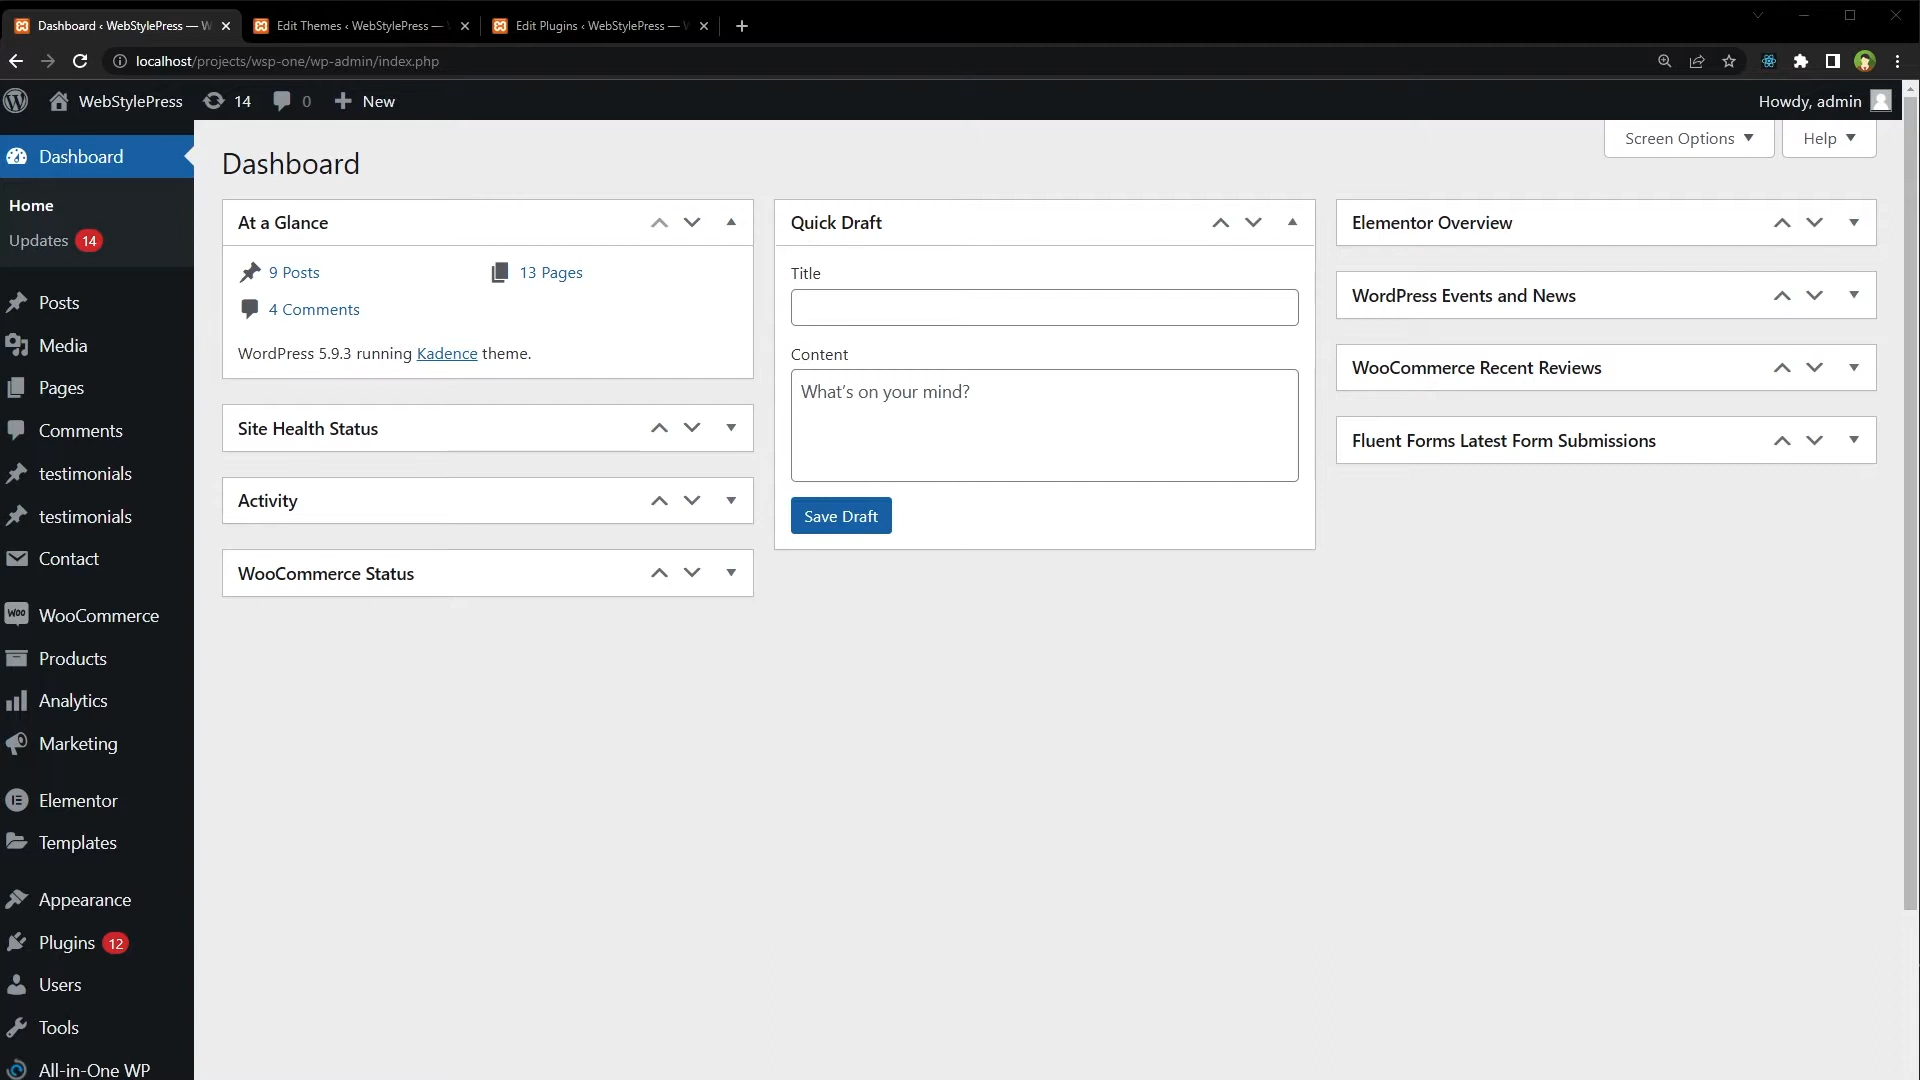 Dashboard ‹ WebStylePress — W
Edit Themes ‹ WebStylePress —
Edit Plugins ‹ WebStylePress —
localhost/projects/wsp-one/wp-admin/index.php
WebStylePress
14
0
New
Howdy, admin
Screen Options
Help
Dashboard
Home
Updates 14
Posts
Media
Pages
Comments
testimonials
testimonials
Contact
WooCommerce
Products
Analytics
Marketing
Elementor
Templates
Appearance
Plugins 12
Users
Tools
All-in-One WP
Dashboard
At a Glance
9 Posts
13 Pages
4 Comments
WordPress 5.9.3 running Kadence theme.
Site Health Status
Activity
WooCommerce Status
Quick Draft
Title
Content
What's on your mind?
Save Draft
Elementor Overview
WordPress Events and News
WooCommerce Recent Reviews
Fluent Forms Latest Form Submissions